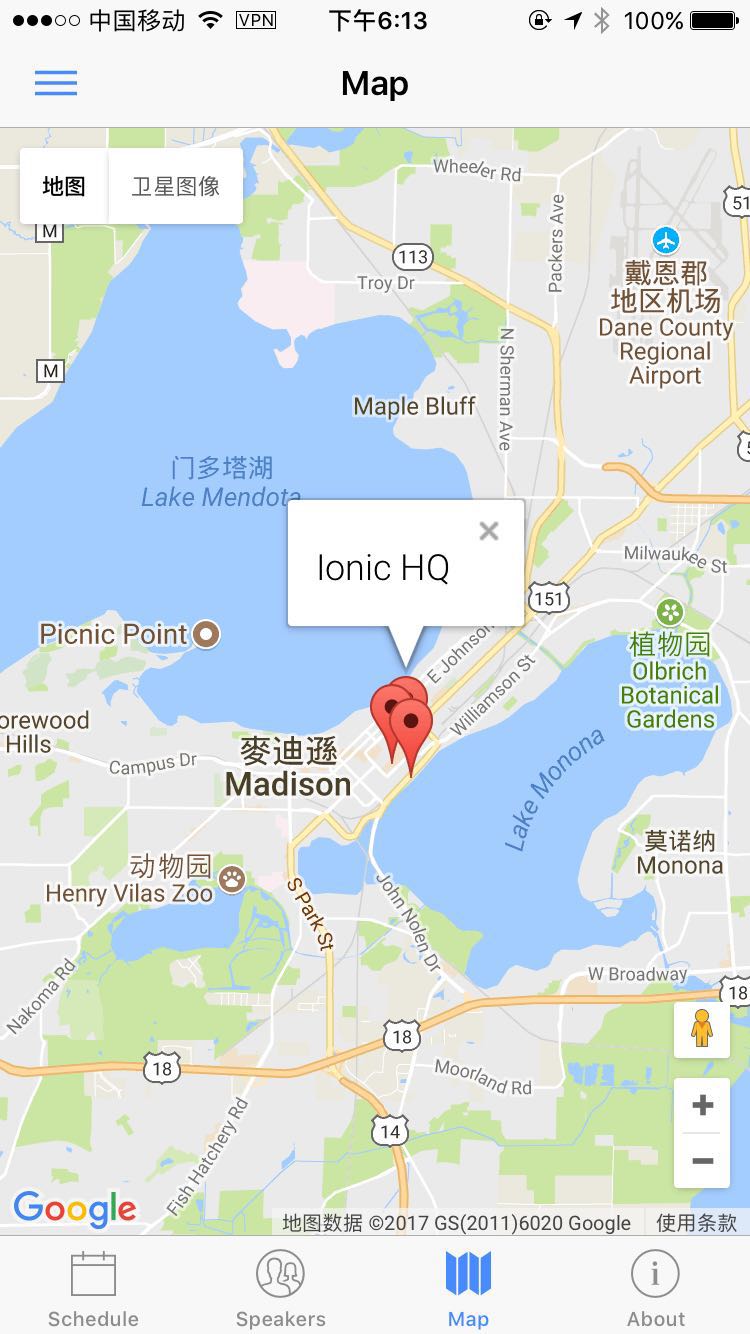 中国移动 VPN 下午6:13 100%
Map
地图 卫星图像
Wheeler Rd
51
M
Packers Ave
113
Troy Dr
戴恩郡
地区机场
Dane County
Regional
Airport
N Sherman Ave
M
Maple Bluff
门多塔湖
Lake Mendota
Ionic HQ
×
Milwaukee St
151
Picnic Point
E Johnson
植物园
Olbrich
Botanical
Gardens
Williamson St
orewood
Hills
麥迪遜
Madison
Campus Dr
Lake Monona
莫诺纳
Monona
动物园
Henry Vilas Zoo
S Park St
John Nolen Dr
Nakoma Rd
W Broadway
18
18
18
Moorland Rd
14
Fish Hatchery Rd
+
−
Google
地图数据 ©2017 GS(2011)6020 Google 使用条款
Schedule Speakers Map About